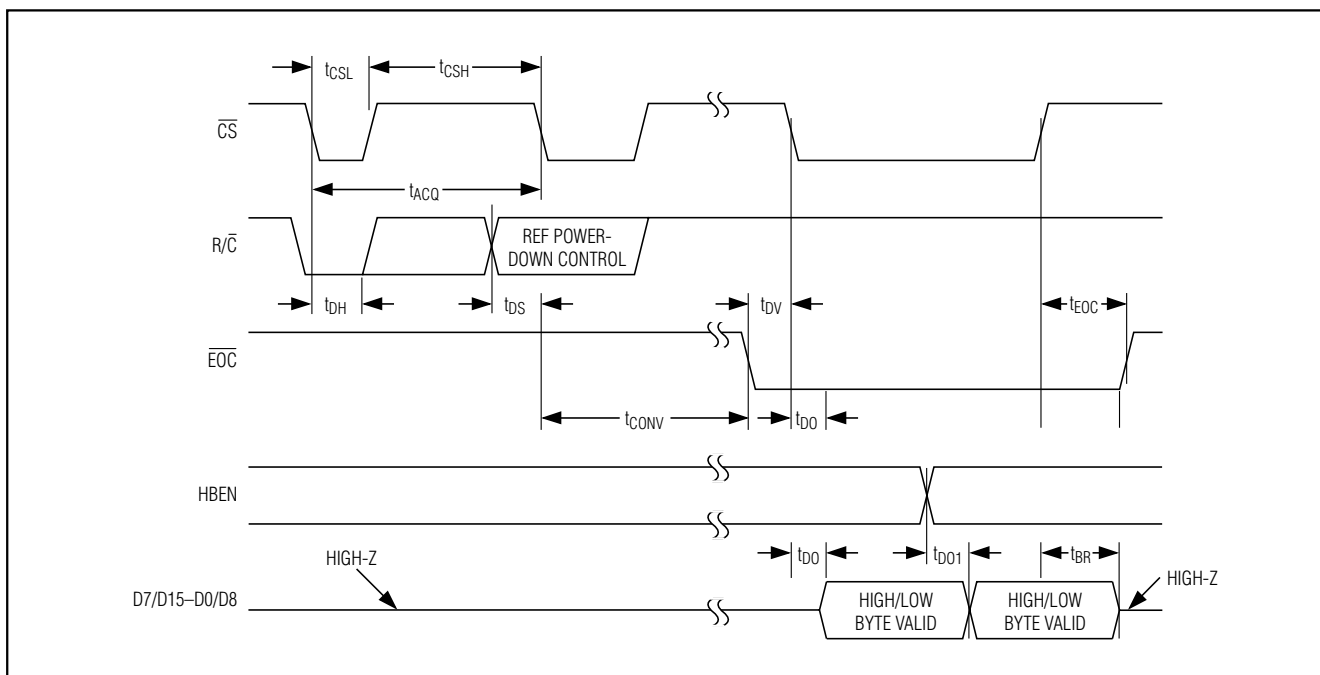 tCSL
tCSH
CS
tACQ
R/C
REF POWER-
DOWN CONTROL
tDH
tDS
tDV
tEOC
EOC
tCONV
tDO
HBEN
HIGH-Z
tDO
tDO1
tBR
HIGH-Z
D7/D15–D0/D8
HIGH/LOW
BYTE VALID
HIGH/LOW
BYTE VALID